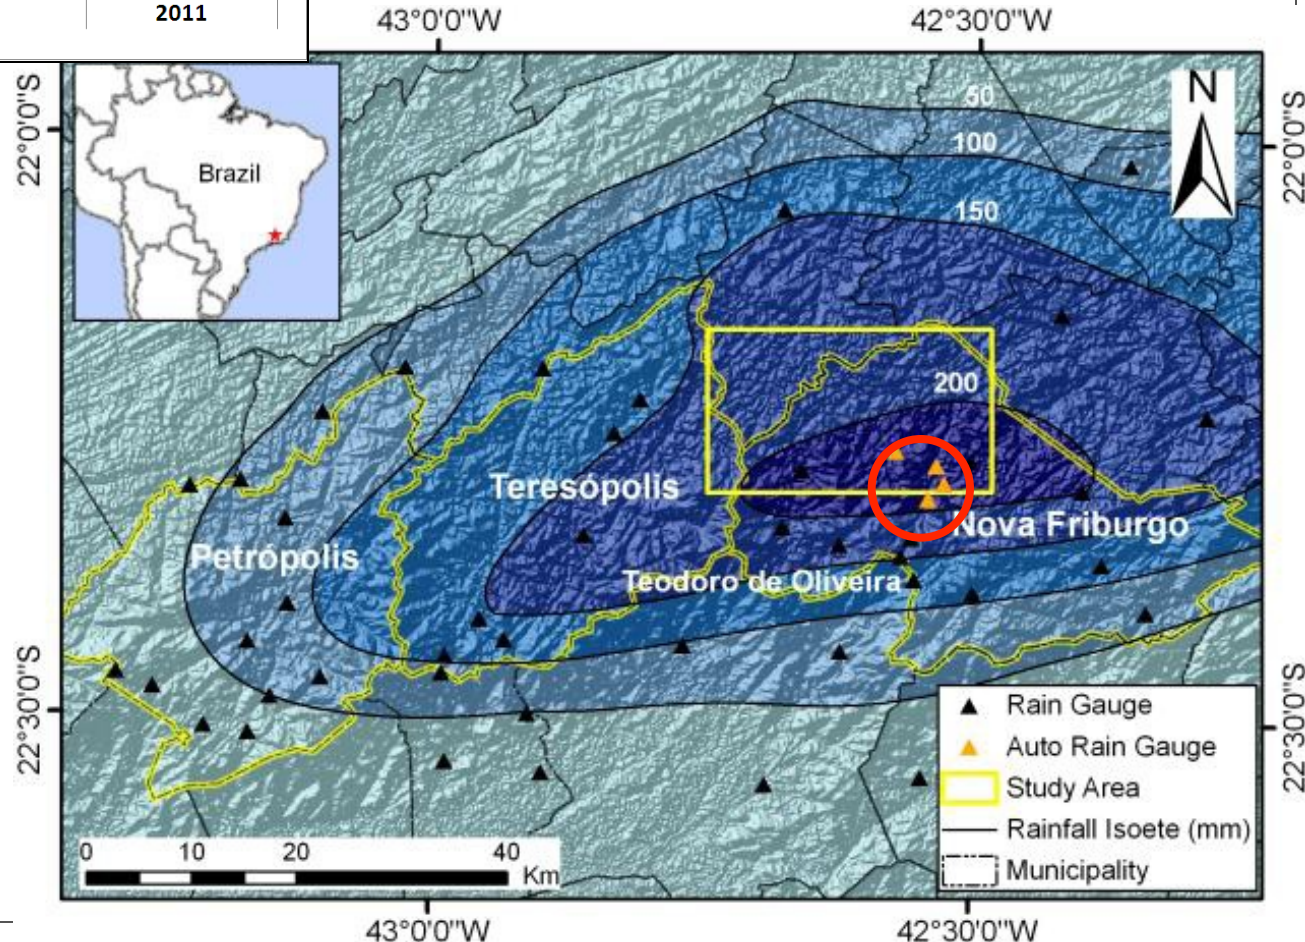 2011
43°0'0"W
42°30'0"W
22°0'0"S
22°0'0"S
N
Brazil
50
100
150
200
Teresópolis
Nova Friburgo
Petrópolis
Teodoro de Oliveira
22°30'0"S
22°30'0"S
Rain Gauge
Auto Rain Gauge
Study Area
Rainfall Isoete (mm)
Municipality
0 10 20 40
Km
43°0'0"W
42°30'0"W